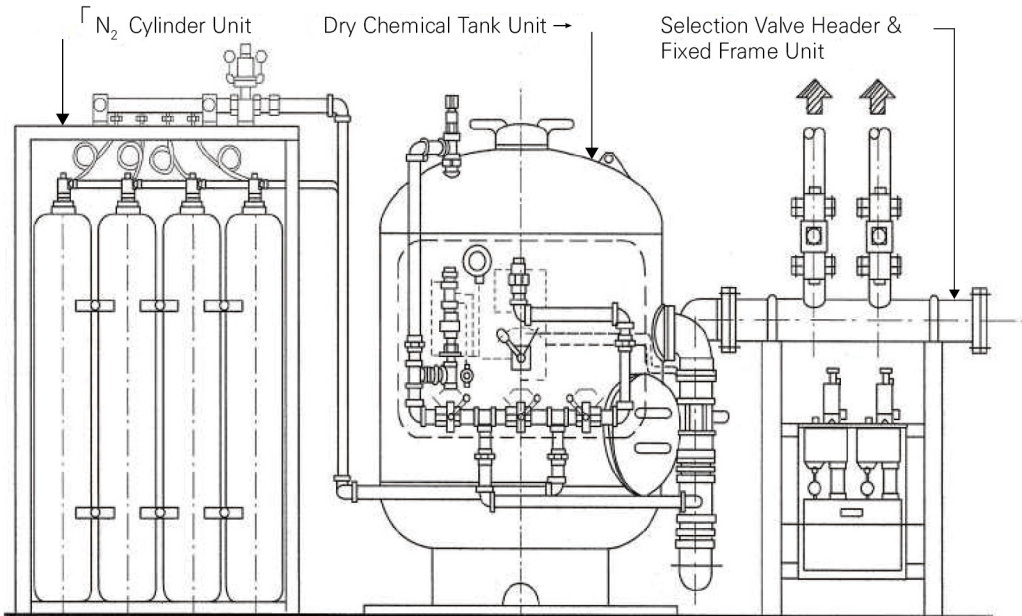 N₂ Cylinder Unit
Dry Chemical Tank Unit
Selection Valve Header &
Fixed Frame Unit